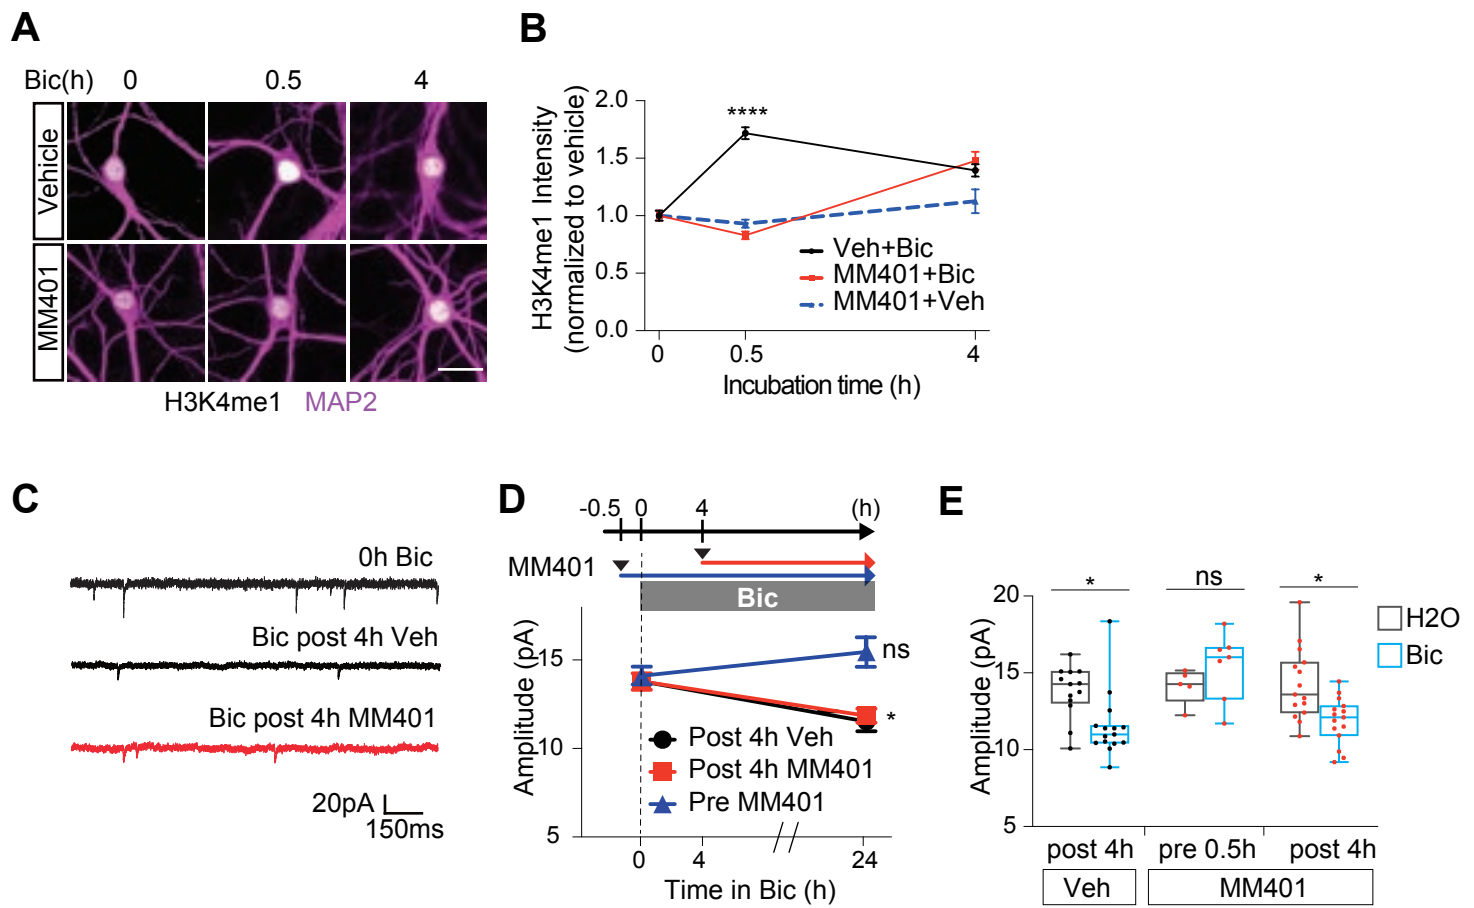 A
Bic(h) 0 0.5 4
Vehicle
MM401
H3K4me1 MAP2
B
H3K4me1 Intensity
(normalized to vehicle)
2.0
1.5
1.0
0.5
0.0
****
Veh+Bic
MM401+Bic
MM401+Veh
0 0.5 4
Incubation time (h)
C
0h Bic
Bic post 4h Veh
Bic post 4h MM401
20pA
150ms
D
-0.5 0 4 (h)
MM401
Bic
Amplitude (pA)
15
10
5
ns
*
Post 4h Veh
Post 4h MM401
Pre MM401
0 4 24
Time in Bic (h)
E
Amplitude (pA)
20
15
10
5
* ns *
H2O
Bic
post 4h pre 0.5h post 4h
Veh MM401